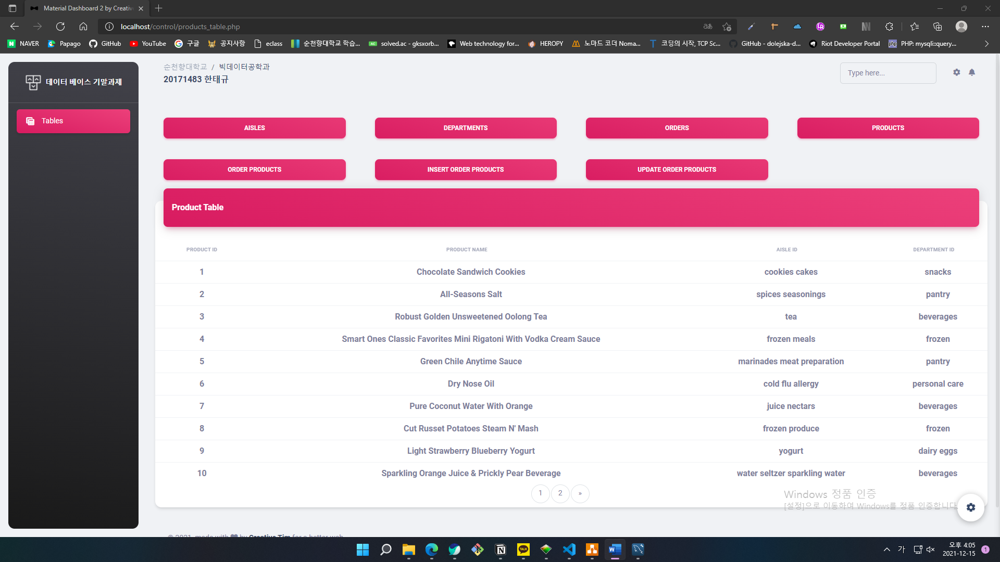 Material Dashboard 2 by Creative
localhost/control/products_table.php
NAVER
Papago
GitHub
YouTube
구글
공지사항
eclass
순천향대학교 학습...
solved.ac - gksxorb...
Web technology for...
HEROPY
노마드 코더 Noma...
코딩의 시작, TCP Sc...
GitHub - dolejska-d...
Riot Developer Portal
PHP: mysqli::query...
데이터 베이스 기말과제
Tables
순천향대학교 / 빅데이터공학과
20171483 한태규
Type here...
AISLES
DEPARTMENTS
ORDERS
PRODUCTS
ORDER PRODUCTS
INSERT ORDER PRODUCTS
UPDATE ORDER PRODUCTS
Product Table
PRODUCT ID PRODUCT NAME AISLE ID DEPARTMENT ID
1 Chocolate Sandwich Cookies cookies cakes snacks
2 All-Seasons Salt spices seasonings pantry
3 Robust Golden Unsweetened Oolong Tea tea beverages
4 Smart Ones Classic Favorites Mini Rigatoni With Vodka Cream Sauce frozen meals frozen
5 Green Chile Anytime Sauce marinades meat preparation pantry
6 Dry Nose Oil cold flu allergy personal care
7 Pure Coconut Water With Orange juice nectars beverages
8 Cut Russet Potatoes Steam N' Mash frozen produce frozen
9 Light Strawberry Blueberry Yogurt yogurt dairy eggs
10 Sparkling Orange Juice & Prickly Pear Beverage water seltzer sparkling water beverages
1 2 »
Windows 정품 인증
[설정]으로 이동하여 Windows를 정품 인증합니다
© 2021, made with by Creative Tim for a better web.
가
오후 4:05
2021-12-15
1